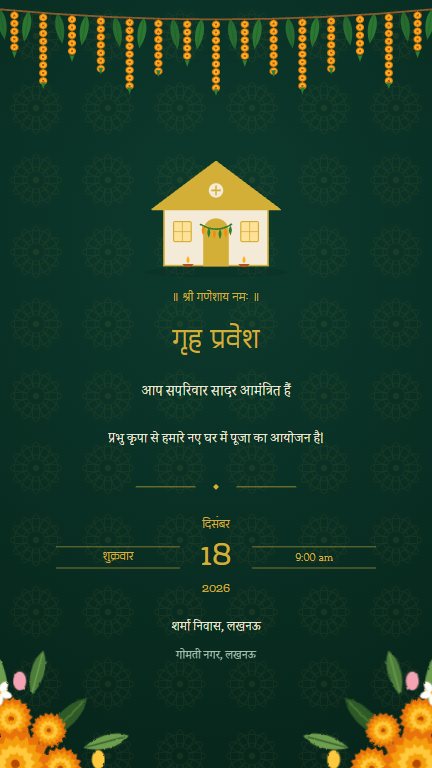 ॥ श्री गणेशाय नमः ॥
गृह प्रवेश
आप सपरिवार सादर आमंत्रित हैं
प्रभु कृपा से हमारे नए घर में पूजा का आयोजन है।
दिसंबर
शुक्रवार 18 9:00 am
2026
शर्मा निवास, लखनऊ
गोमती नगर, लखनऊ